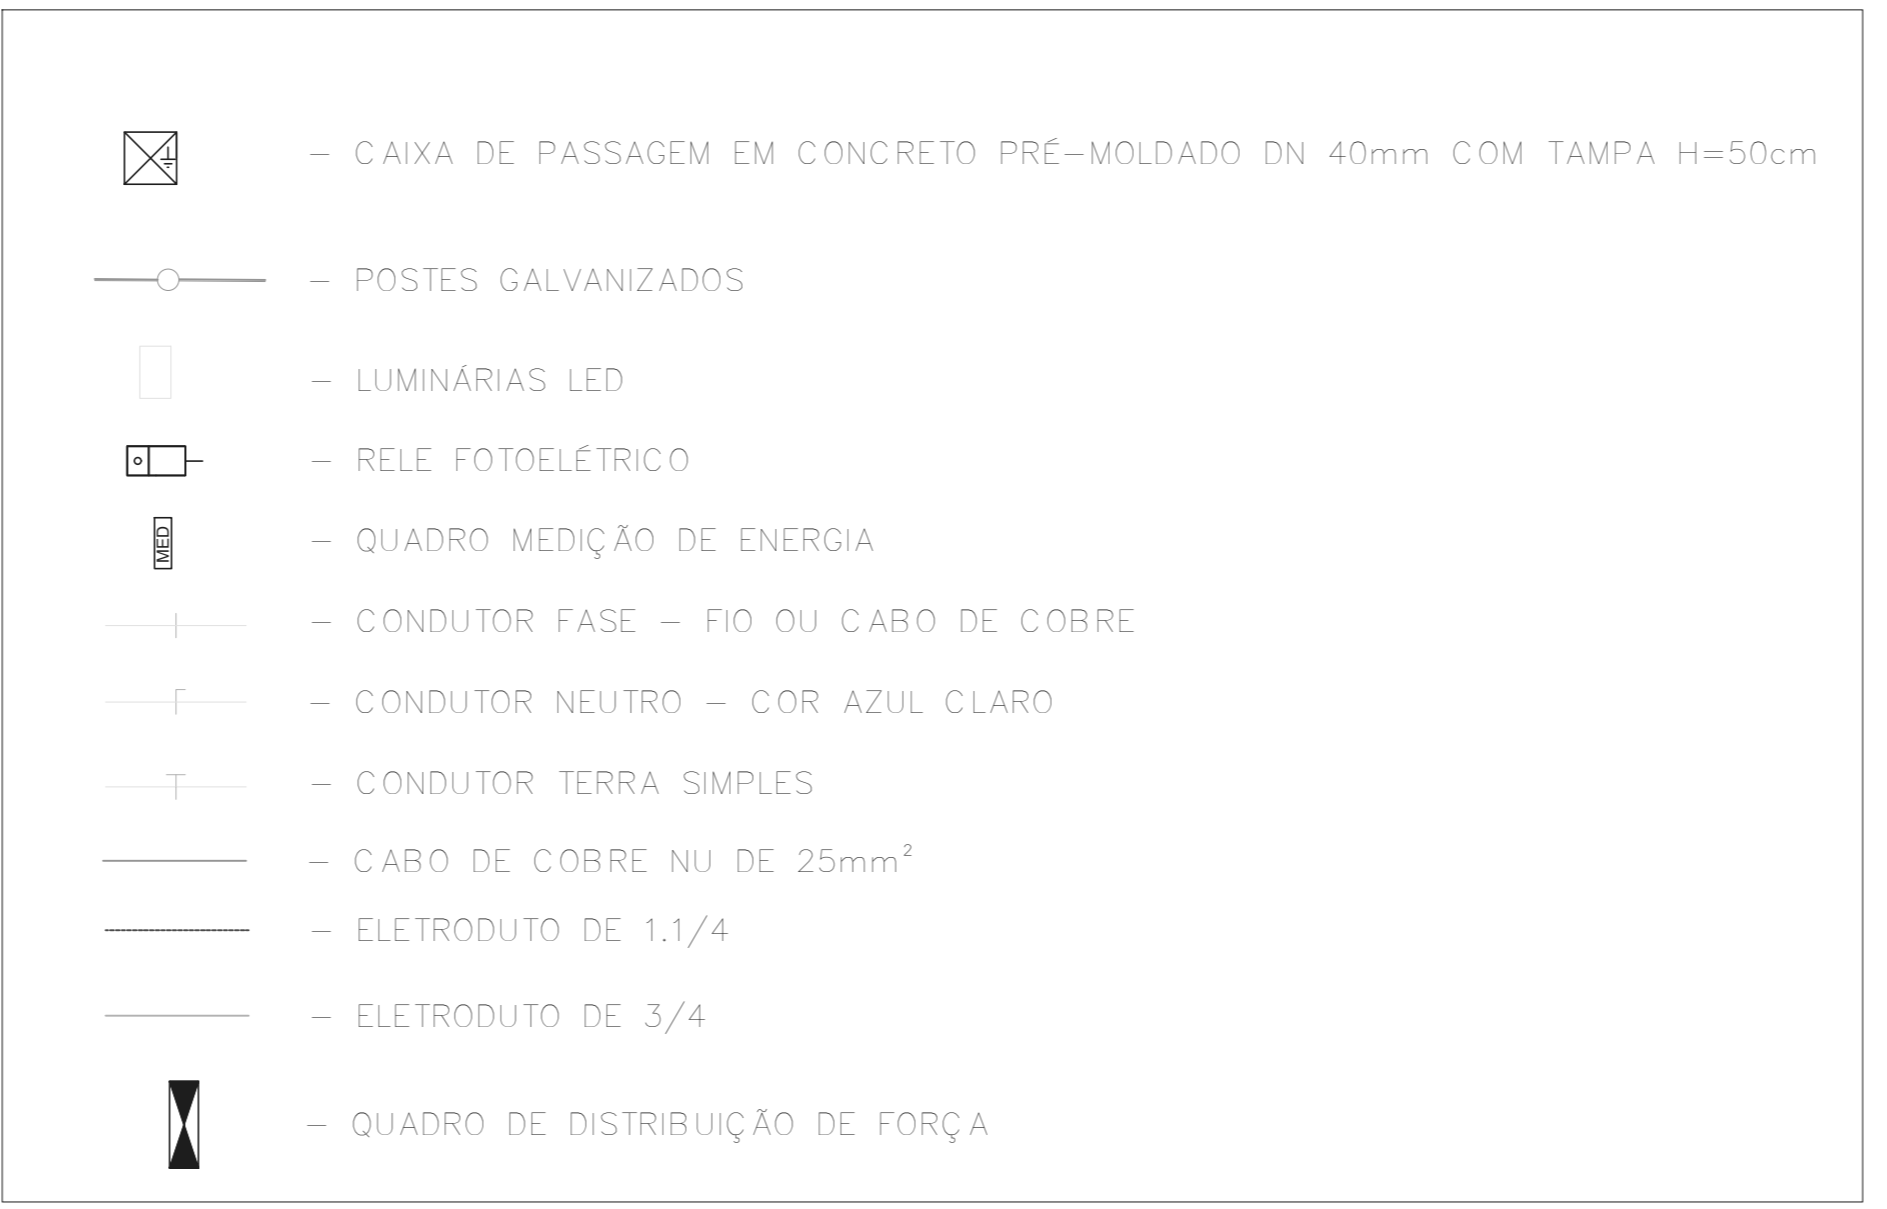 - CAIXA DE PASSAGEM EM CONCRETO PRÉ-MOLDADO DN 40mm COM TAMPA H=50cm
- POSTES GALVANIZADOS
- LUMINÁRIAS LED
- RELE FOTOELÉTRICO
MED - QUADRO MEDIÇÃO DE ENERGIA
- CONDUTOR FASE - FIO OU CABO DE COBRE
- CONDUTOR NEUTRO - COR AZUL CLARO
- CONDUTOR TERRA SIMPLES
- CABO DE COBRE NU DE 25mm²
- ELETRODUTO DE 1.1/4
- ELETRODUTO DE 3/4
- QUADRO DE DISTRIBUIÇÃO DE FORÇA